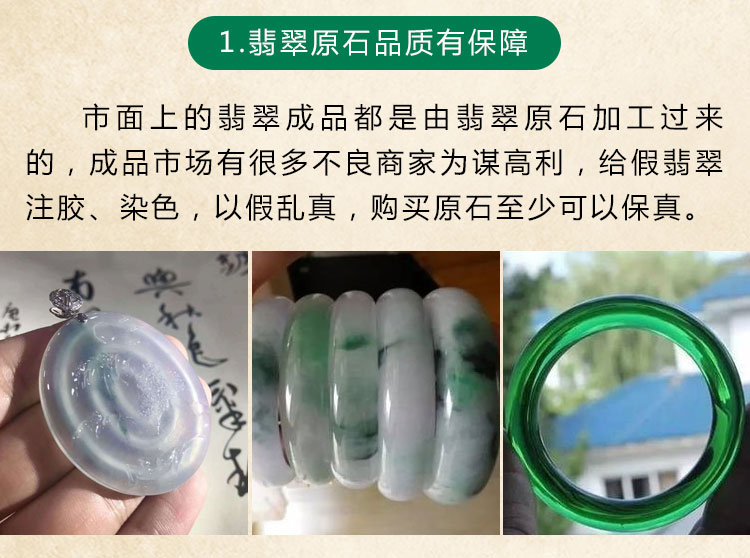 1.翡翠原石品质有保障
市面上的翡翠成品都是由翡翠原石加工过来
的，成品市场有很多不良商家为谋高利，给假翡翠
注胶、染色，以假乱真，购买原石至少可以保真。